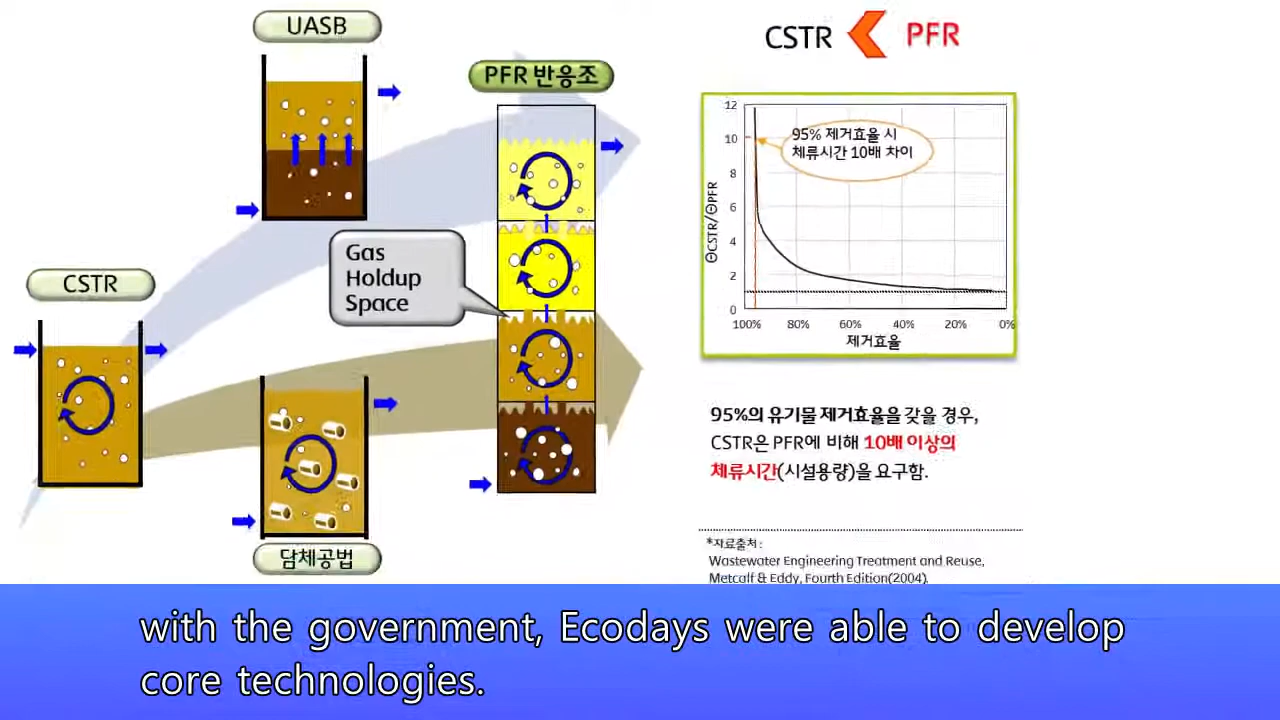 UASB
PFR 반응조
Gas
Holdup
Space
CSTR
담체공법
CSTR
PFR
12
10
8
6
4
2
0
ΘCSTR/ΘPFR
95% 제거효율 시
체류시간 10배 차이
100% 80% 60% 40% 20% 0%
제거효율
95%의 유기물 제거효율을 갖을 경우,
CSTR은 PFR에 비해 10배 이상의
체류시간(시설용량)을 요구함.
*자료출처 :
Wastewater Engineering Treatment and Reuse,
Metcalf & Eddy, Fourth Edition(2004).
with the government, Ecodays were able to develop
core technologies.